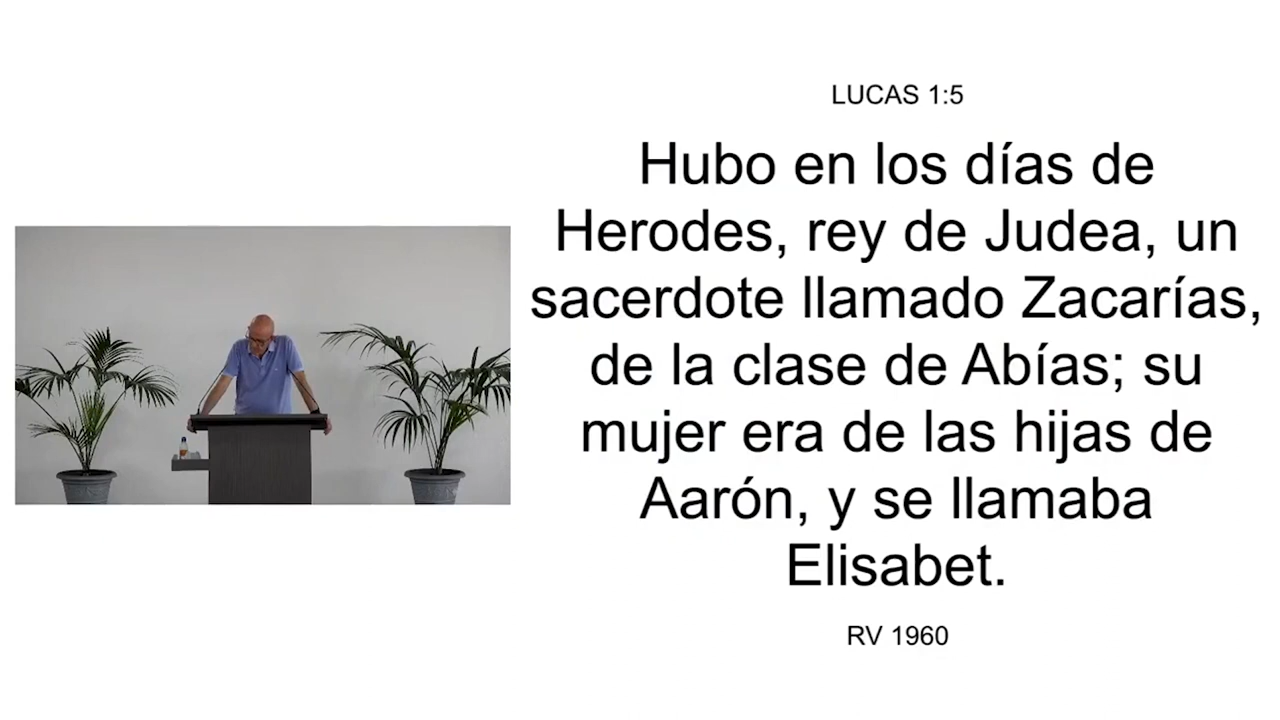 LUCAS 1:5
Hubo en los días de
Herodes, rey de Judea, un
sacerdote llamado Zacarías,
de la clase de Abías; su
mujer era de las hijas de
Aarón, y se llamaba
Elisabet.
RV 1960